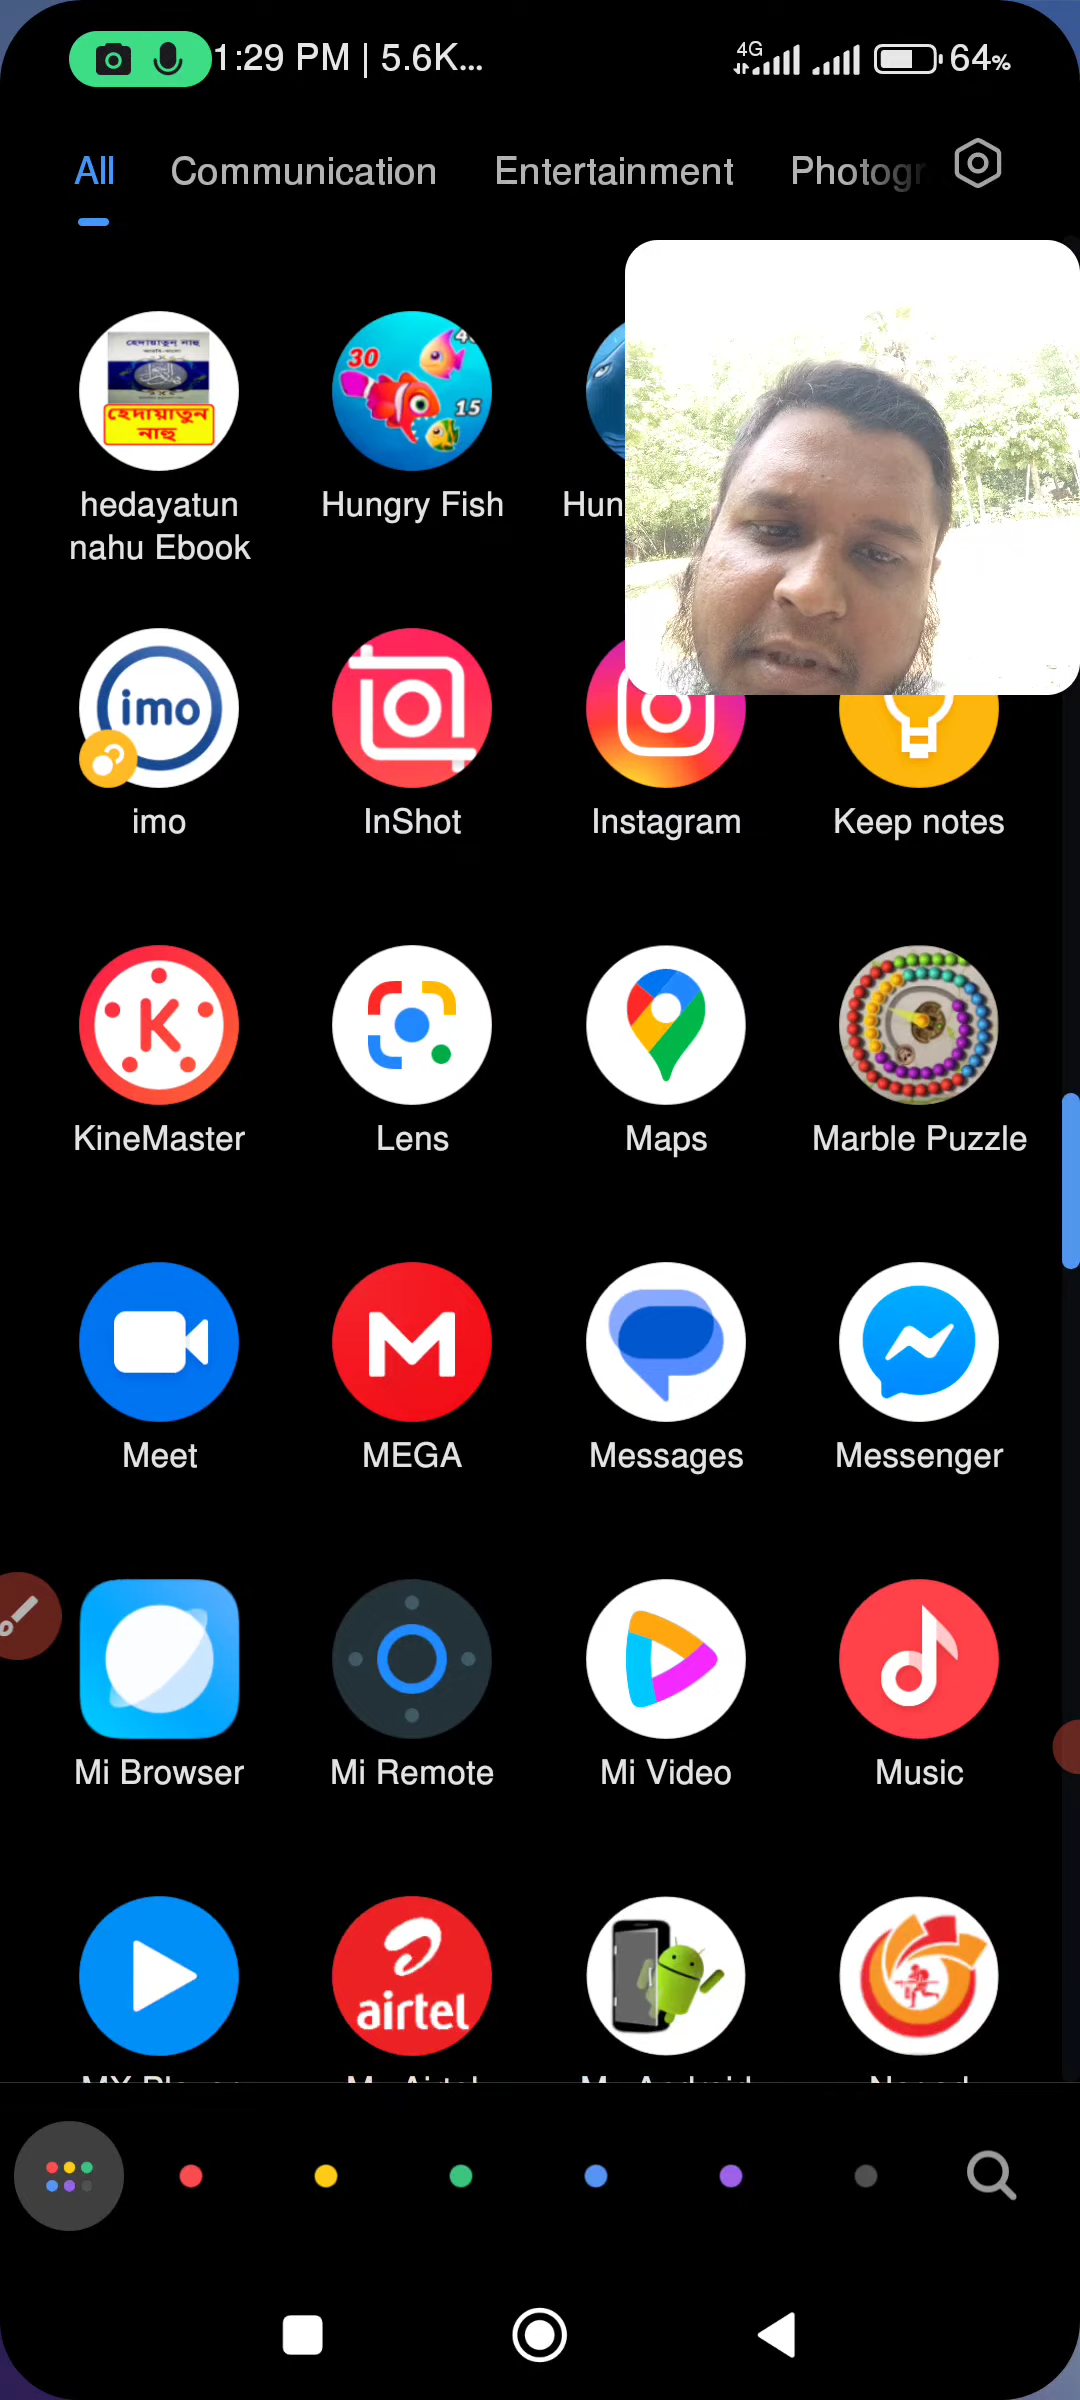 1:29 PM | 5.6K...
4G
64%
All Communication Entertainment Photogr
হেদায়াতুন নাহু
হেদায়াতুন
নাহু
30
15
hedayatun
nahu Ebook
Hungry Fish
Hun
imo
imo
InShot
Instagram
Keep notes
K
KineMaster
Lens
Maps
Marble Puzzle
M
Meet
MEGA
Messages
Messenger
Mi Browser
Mi Remote
Mi Video
Music
airtel